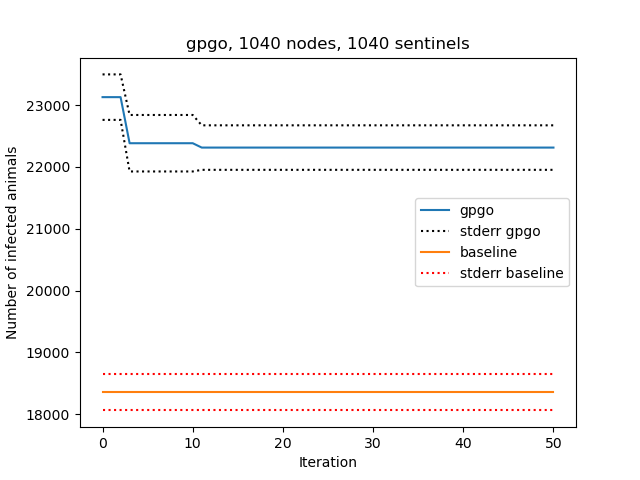 gpgo, 1040 nodes, 1040 sentinels
Number of infected animals
23000
22000
21000
20000
19000
18000
gpgo
stderr gpgo
baseline
stderr baseline
0 10 20 30 40 50
Iteration